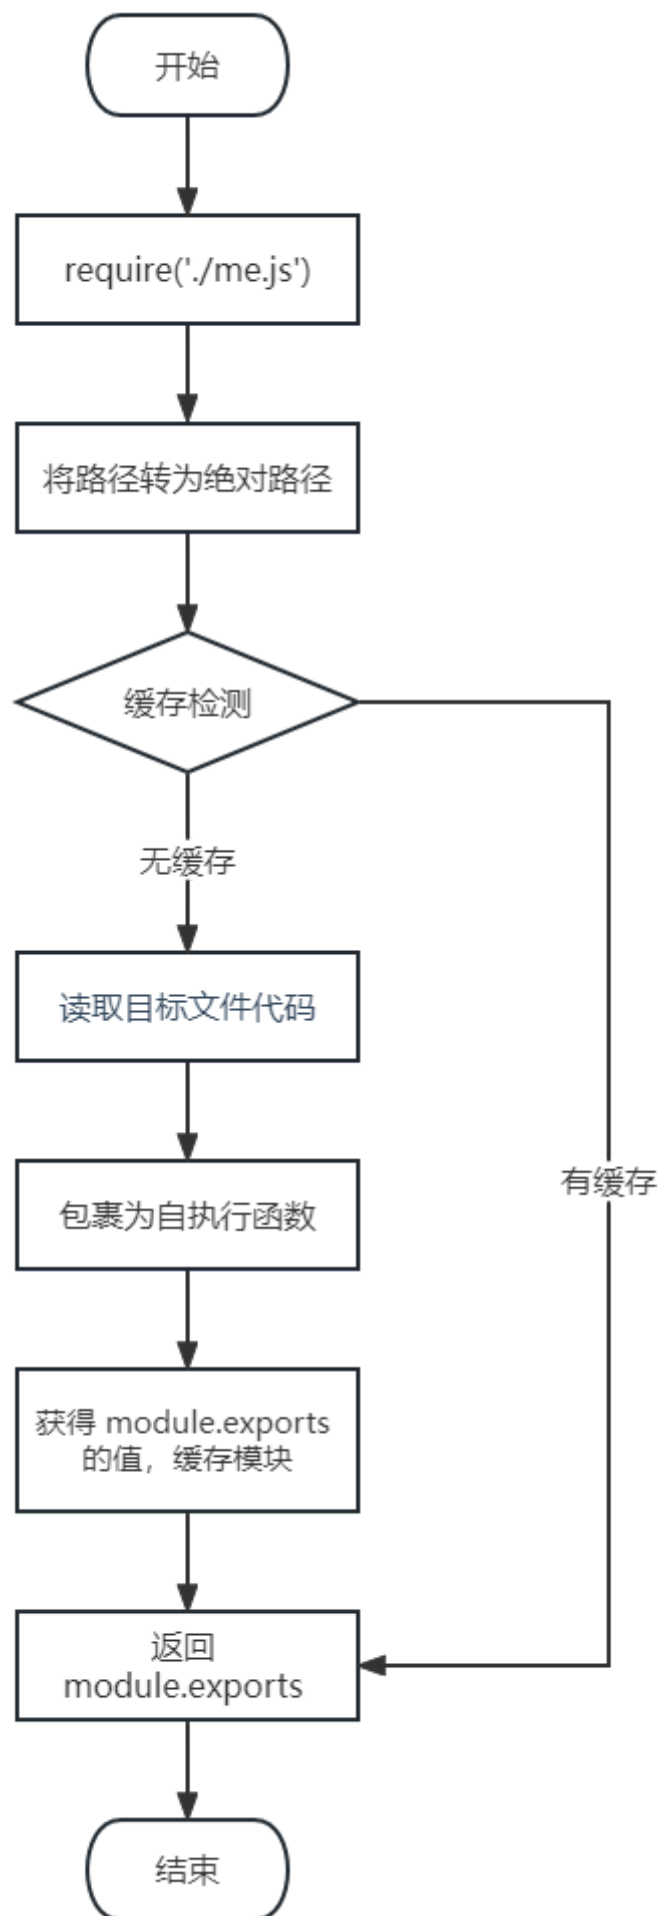 开始
require('./me.js')
将路径转为绝对路径
缓存检测
无缓存
读取目标文件代码
有缓存
包裹为自执行函数
获得 module.exports
的值，缓存模块
返回
module.exports
结束